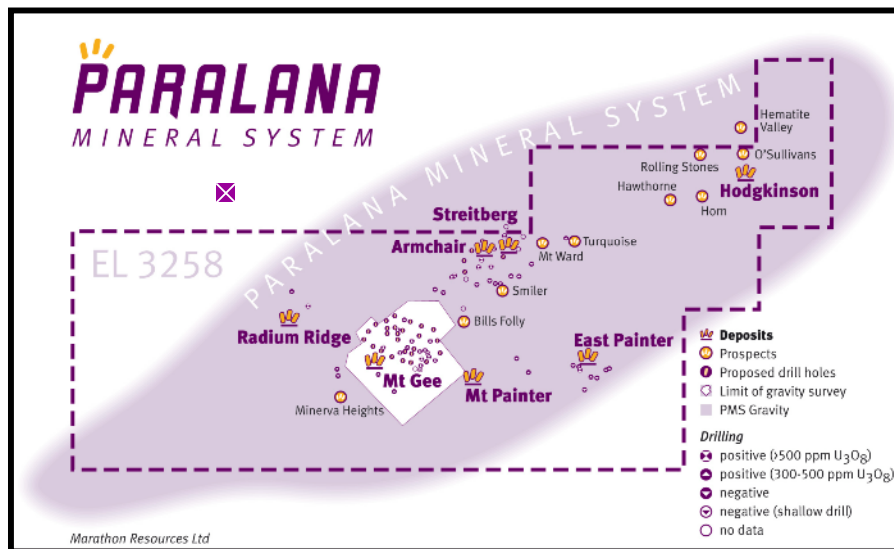 PARALANA
MINERAL SYSTEM
PARALANA MINERAL SYSTEM
Hematite
Valley
Rolling Stones
O'Sullivans
Hawthorne
Hodgkinson
Hom
Streitberg
Armchair
Turquoise
Mt Ward
EL 3258
Smiler
Radium Ridge
Bills Folly
East Painter
Mt Gee
Mt Painter
Minerva Heights
Deposits
Prospects
Proposed drill holes
Limit of gravity survey
PMS Gravity
Drilling
positive (>500 ppm U3O8)
positive (300-500 ppm U3O8)
negative
negative (shallow drill)
no data
Marathon Resources Ltd